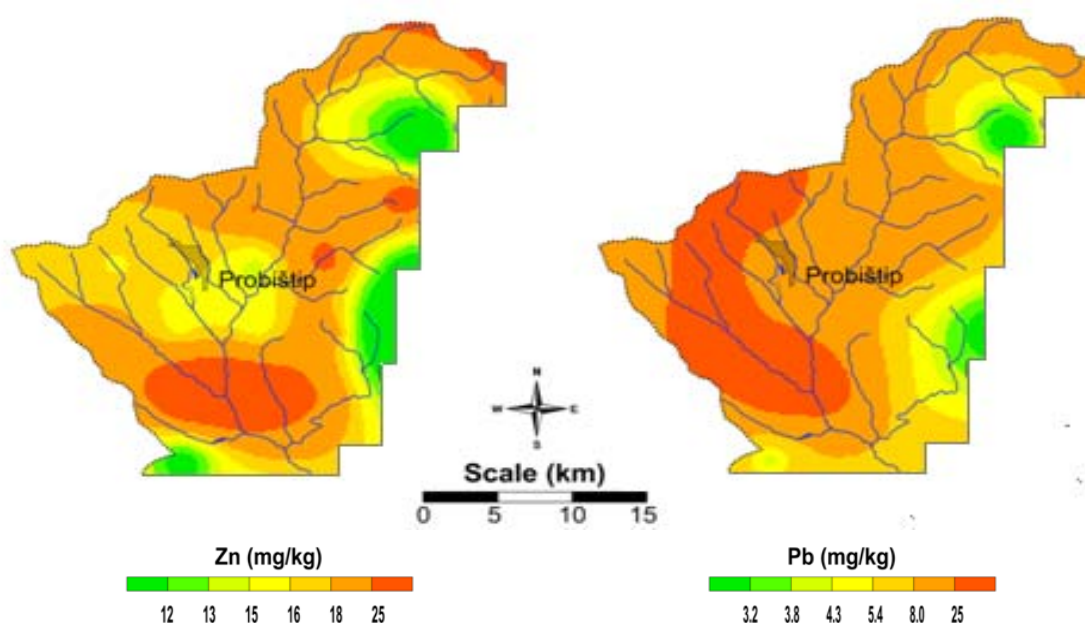 Probištip
Probištip
N
W E
S
Scale (km)
0 5 10 15
Zn (mg/kg)
12 13 15 16 18 25
Pb (mg/kg)
3.2 3.8 4.3 5.4 8.0 25